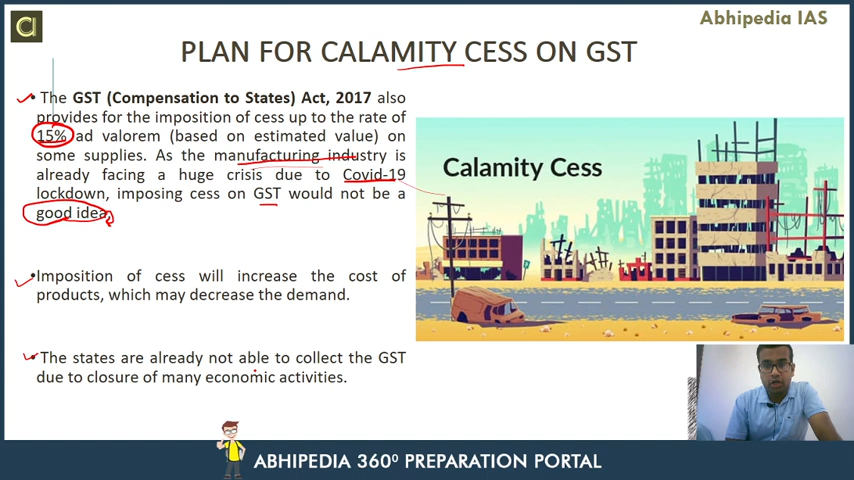 Abhipedia IAS
PLAN FOR CALAMITY CESS ON GST
• The GST (Compensation to States) Act, 2017 also
provides for the imposition of cess up to the rate of
15% ad valorem (based on estimated value) on
some supplies. As the manufacturing industry is
already facing a huge crisis due to Covid-19
lockdown, imposing cess on GST would not be a
good idea.
•Imposition of cess will increase the cost of
products, which may decrease the demand.
•The states are already not able to collect the GST
due to closure of many economic activities.
Calamity Cess
ABHIPEDIA 360⁰ PREPARATION PORTAL